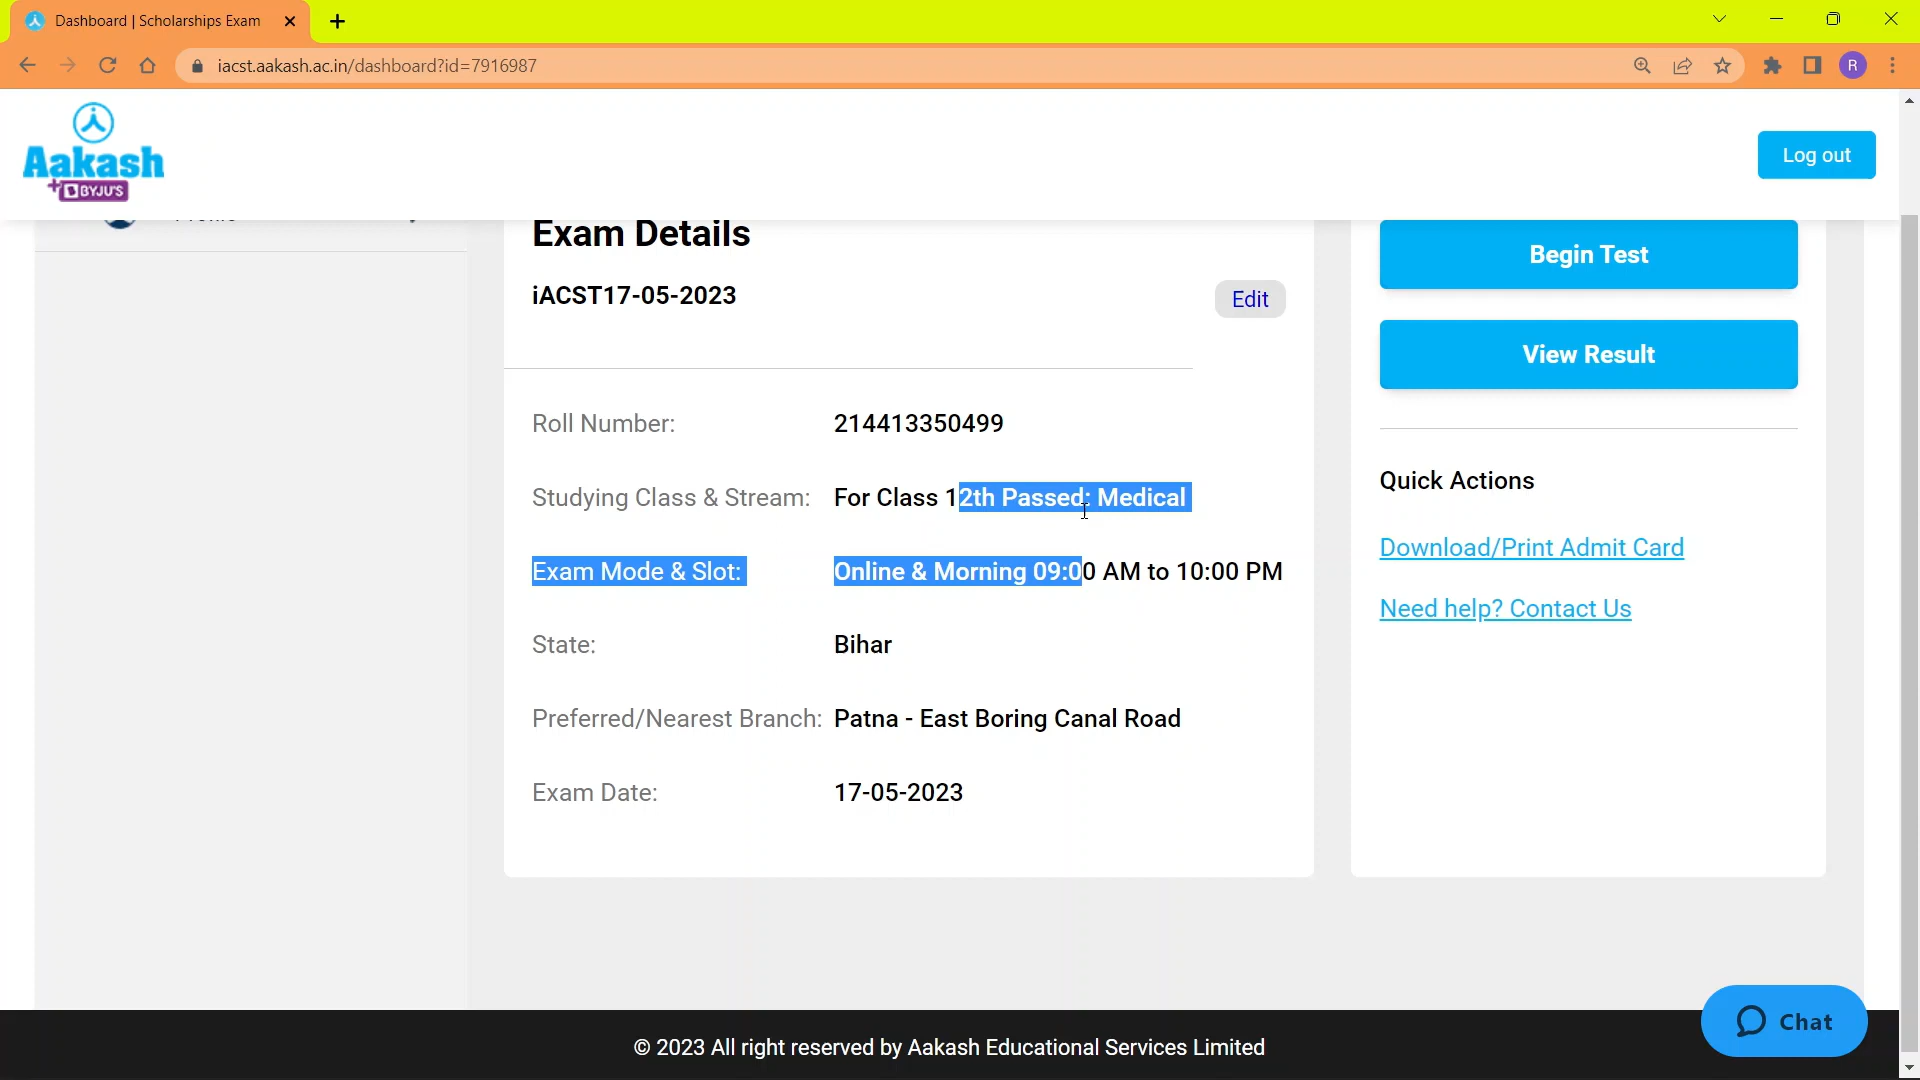 Dashboard | Scholarships Exam
iacst.aakash.ac.in/dashboard?id=7916987
R
Aakash
+BYJU'S
Log out
Exam Details
iACST17-05-2023
Edit
Roll Number: 214413350499
Studying Class & Stream: For Class 12th Passed: Medical
Exam Mode & Slot: Online & Morning 09:00 AM to 10:00 PM
State: Bihar
Preferred/Nearest Branch: Patna - East Boring Canal Road
Exam Date: 17-05-2023
Begin Test
View Result
Quick Actions
Download/Print Admit Card
Need help? Contact Us
Chat
© 2023 All right reserved by Aakash Educational Services Limited